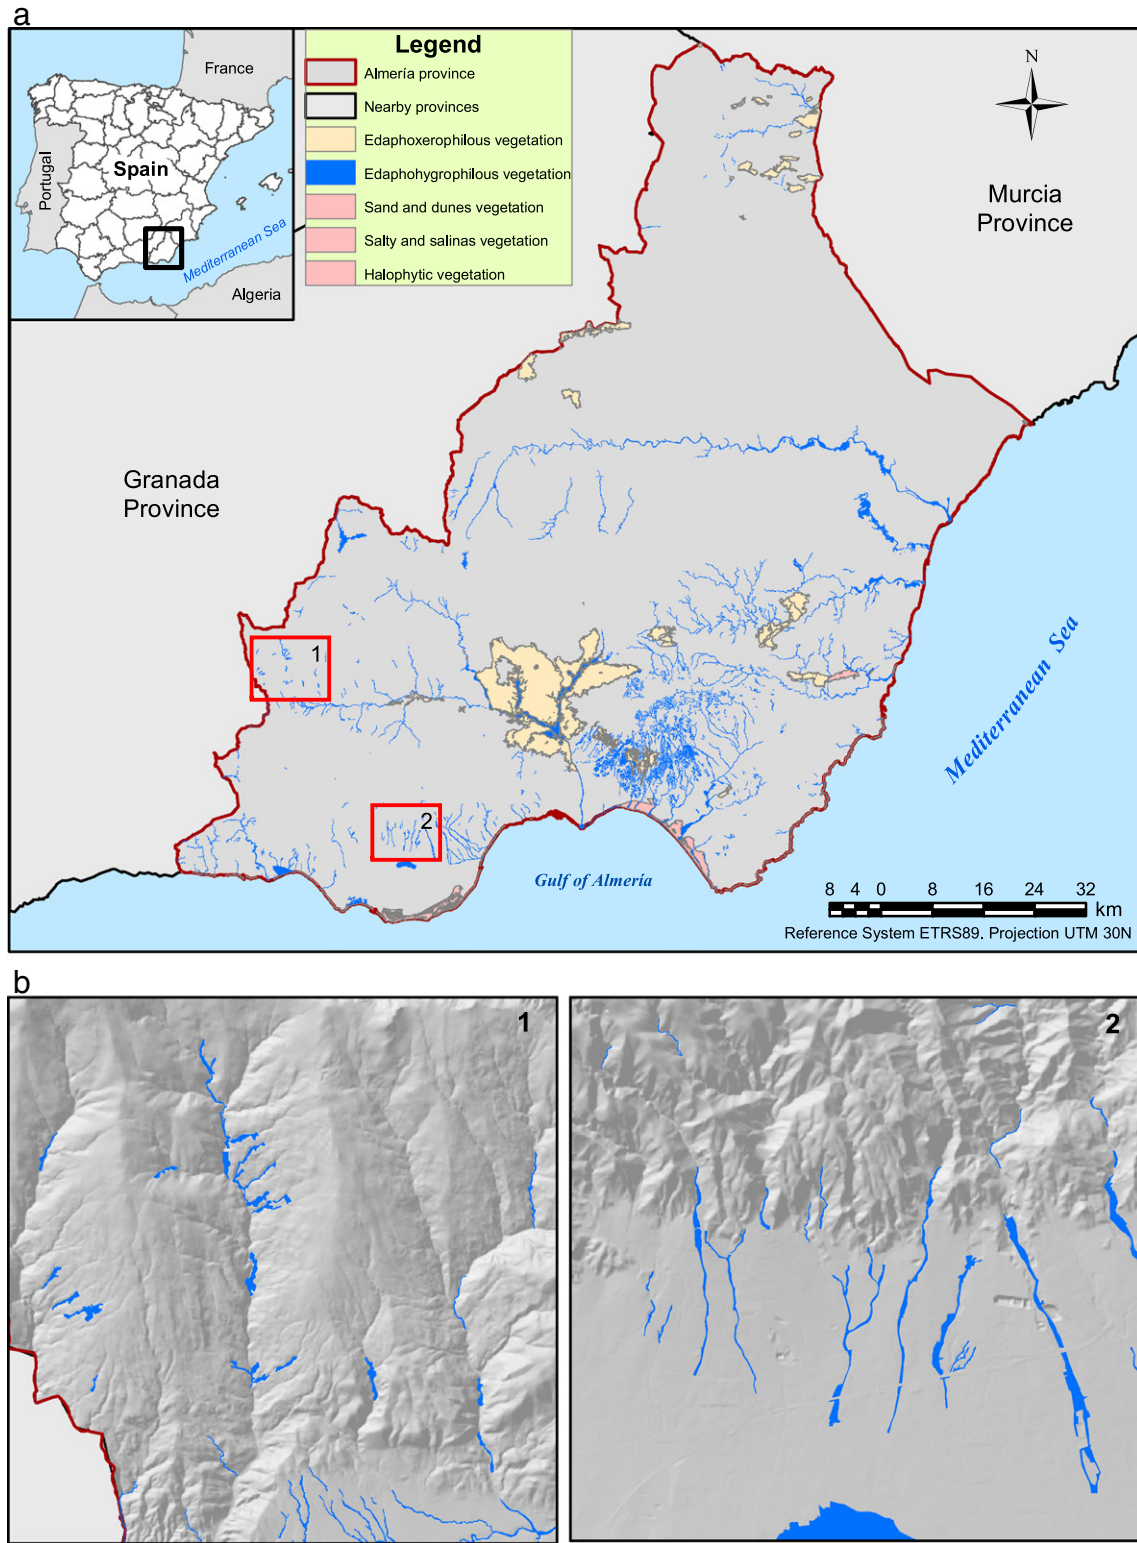 a
France
Portugal
Spain
Mediterranean Sea
Algeria
Legend
Almería province
Nearby provinces
Edaphoxerophilous vegetation
Edaphohygrophilous vegetation
Sand and dunes vegetation
Salty and salinas vegetation
Halophytic vegetation
N
Murcia
Province
Granada
Province
1
2
Mediterranean Sea
Gulf of Almería
8 4 0 8 16 24 32
km
Reference System ETRS89. Projection UTM 30N
b
1
2